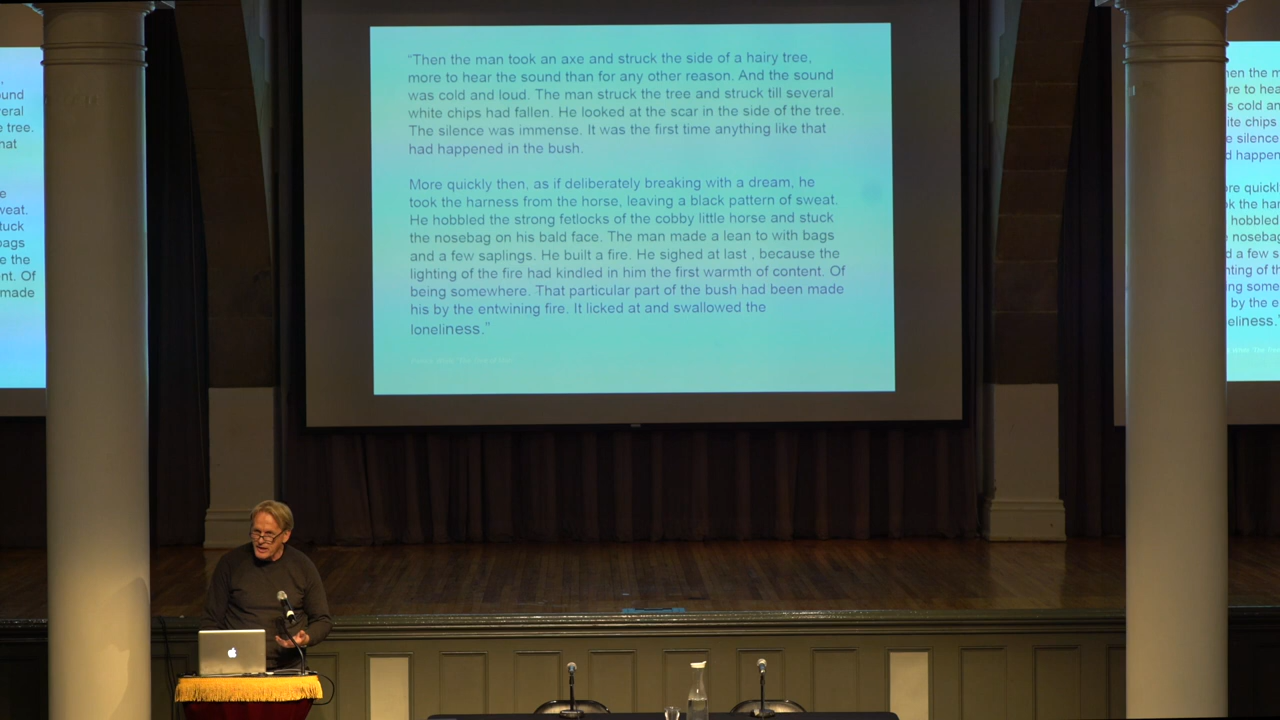 “Then the man took an axe and struck the side of a hairy tree,
more to hear the sound than for any other reason. And the sound
was cold and loud. The man struck the tree and struck till several
white chips had fallen. He looked at the scar in the side of the tree.
The silence was immense. It was the first time anything like that
had happened in the bush.
More quickly then, as if deliberately breaking with a dream, he
took the harness from the horse, leaving a black pattern of sweat.
He hobbled the strong fetlocks of the cobby little horse and stuck
the nosebag on his bald face. The man made a lean to with bags
and a few saplings. He built a fire. He sighed at last , because the
lighting of the fire had kindled in him the first warmth of content. Of
being somewhere. That particular part of the bush had been made
his by the entwining fire. It licked at and swallowed the
loneliness.”